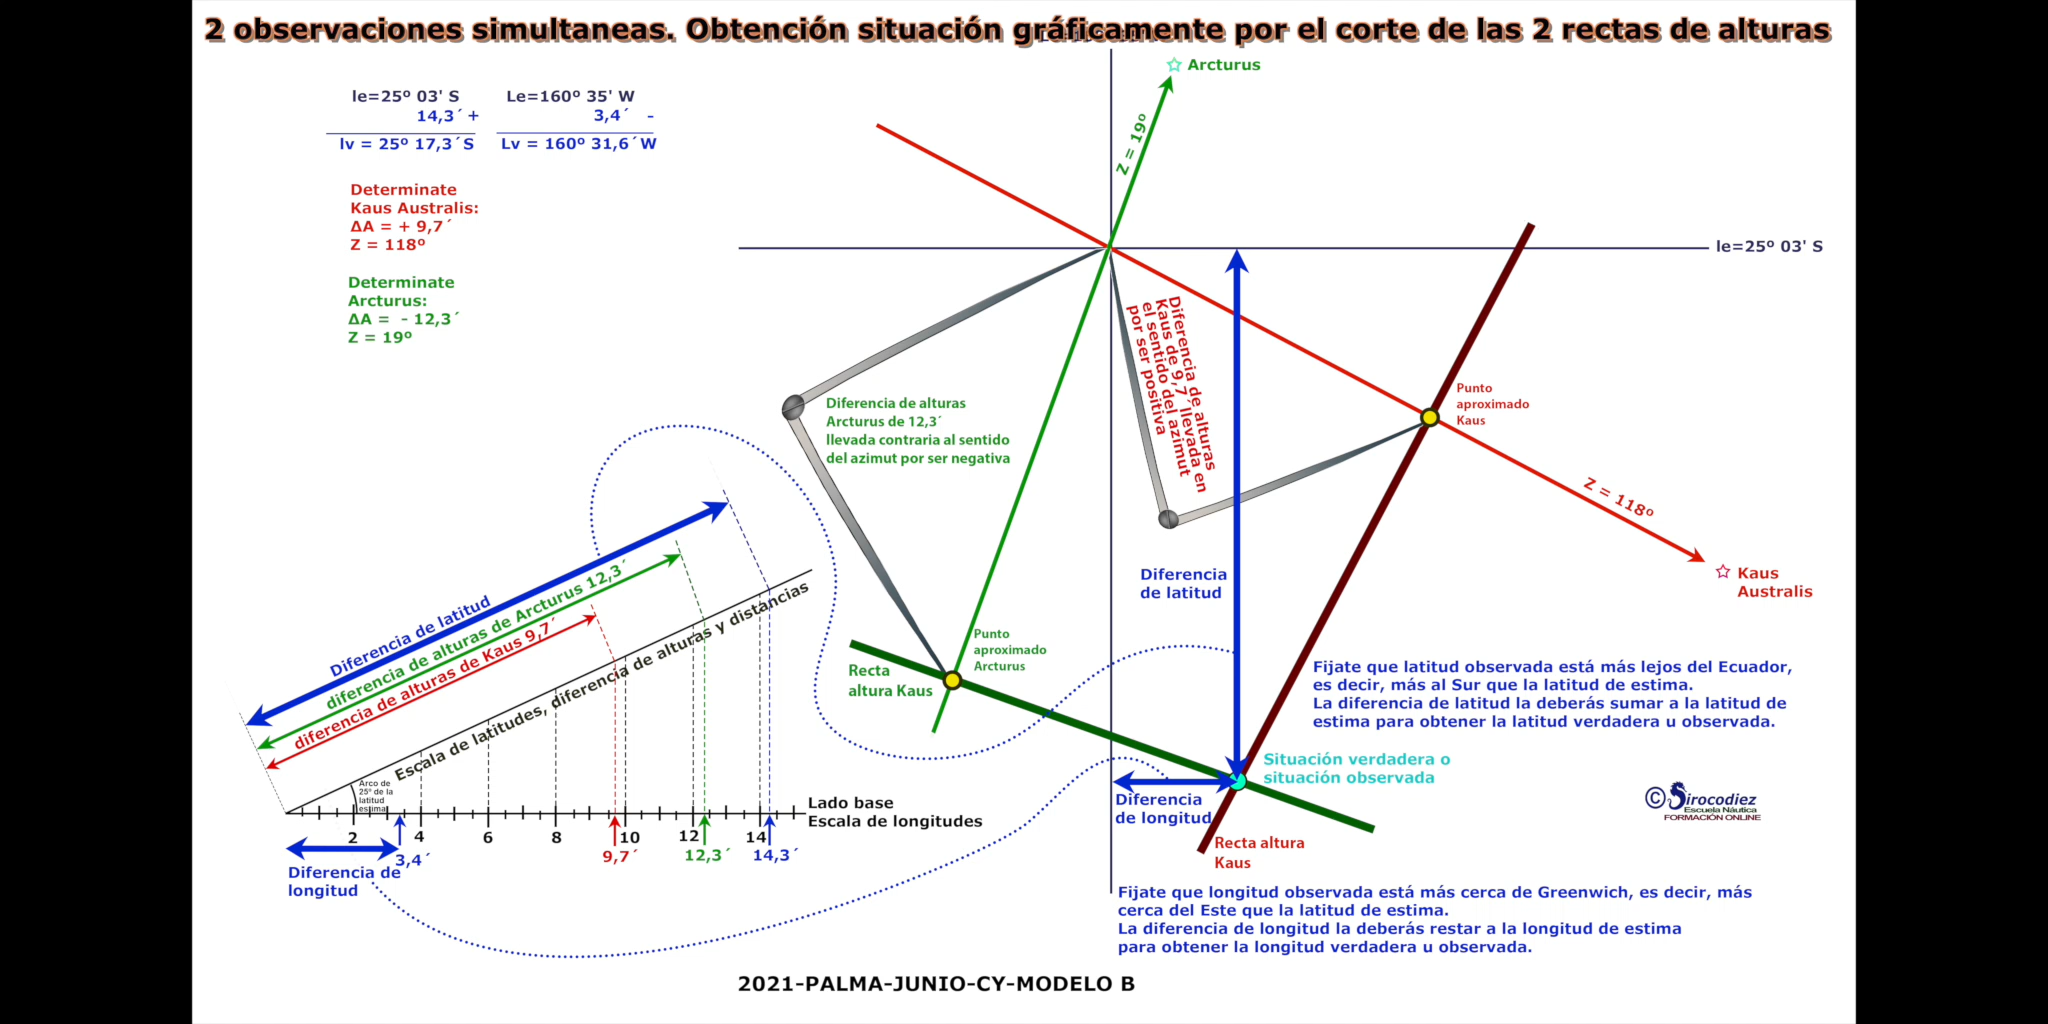 2 observaciones simultaneas. Obtención situación gráficamente por el corte de las 2 rectas de alturas
le=25º 03' S
14,3´ +
lv = 25º 17,3´S
Le=160º 35' W
3,4´ -
Lv = 160º 31,6´W
Determinate
Kaus Australis:
ΔA = + 9,7´
Z = 118º
Determinate
Arcturus:
ΔA = - 12,3´
Z = 19º
Arcturus
Z = 19º
le=25º 03' S
Diferencia de alturas
Kaus de 9,7´ llevada en
el sentido del azimut
por ser positiva
Punto
aproximado
Kaus
Z = 118º
Kaus
Australis
Diferencia de alturas
Arcturus de 12,3´
llevada contraria al sentido
del azimut por ser negativa
Diferencia
de latitud
Punto
aproximado
Arcturus
Recta
altura Kaus
Diferencia de latitud
diferencia de alturas de Arcturus 12,3´
diferencia de alturas de Kaus 9,7´
Escala de latitudes, diferencia de alturas y distancias
Arco de
25º de la
latitud
estima
Lado base
Escala de longitudes
2
4
6
8
10
12
14
3,4´
9,7´
12,3´
14,3´
Diferencia de
longitud
Fijate que latitud observada está más lejos del Ecuador,
es decir, más al Sur que la latitud de estima.
La diferencia de latitud la deberás sumar a la latitud de
estima para obtener la latitud verdadera u observada.
Situación verdadera o
situación observada
Diferencia
de longitud
Recta altura
Kaus
© Sirocodiez
Escuela Náutica
FORMACIÓN ONLINE
Fijate que longitud observada está más cerca de Greenwich, es decir, más
cerca del Este que la latitud de estima.
La diferencia de longitud la deberás restar a la longitud de estima
para obtener la longitud verdadera u observada.
2021-PALMA-JUNIO-CY-MODELO B